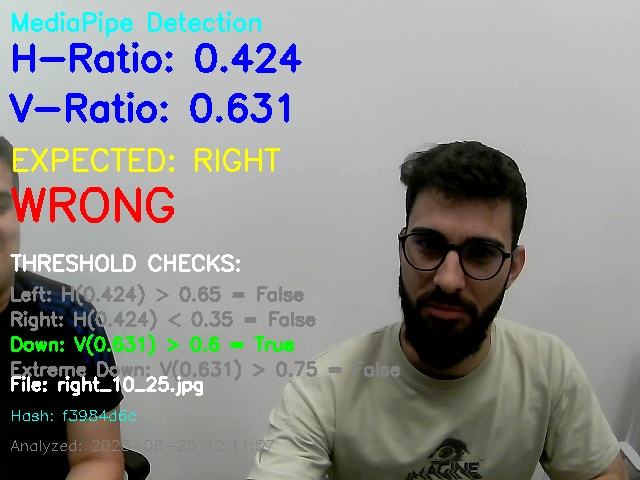 MediaPipe Detection
H-Ratio: 0.424
V-Ratio: 0.631
EXPECTED: RIGHT
WRONG
THRESHOLD CHECKS:
Left: H(0.424) > 0.65 = False
Right: H(0.424) < 0.35 = False
Down: V(0.631) > 0.6 = True
Extreme Down: V(0.631) > 0.75 = False
File: right_10_25.jpg
Hash: f3984d6c
Analyzed: 2025-06-25 12:11:27
IMAGINE